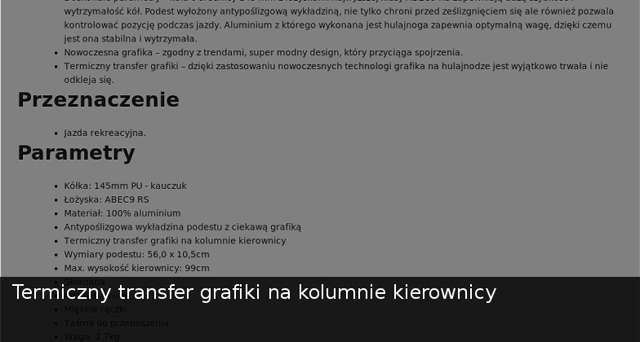 wytrzymałość kół. Podest wyłożony antypoślizgową wykładziną, nie tylko chroni przed ześlizgnięciem się ale również pozwala
kontrolować pozycję podczas jazdy. Aluminium z którego wykonana jest hulajnoga zapewnia optymalną wagę, dzięki czemu
jest ona stabilna i wytrzymała.
• Nowoczesna grafika – zgodny z trendami, super modny design, który przyciąga spojrzenia.
• Termiczny transfer grafiki – dzięki zastosowaniu nowoczesnych technologi grafika na hulajnodze jest wyjątkowo trwała i nie
odkleja się.
Przeznaczenie
• Jazda rekreacyjna.
Parametry
• Kółka: 145mm PU - kauczuk
• Łożyska: ABEC9 RS
• Materiał: 100% aluminium
• Antypoślizgowa wykładzina podestu z ciekawą grafiką
• Termiczny transfer grafiki na kolumnie kierownicy
• Wymiary podestu: 56,0 x 10,5cm
• Max. wysokość kierownicy: 99cm
Termiczny transfer grafiki na kolumnie kierownicy
• Miękkie rączki
• Taśma do przenoszenia
• Waga: 2,7kg